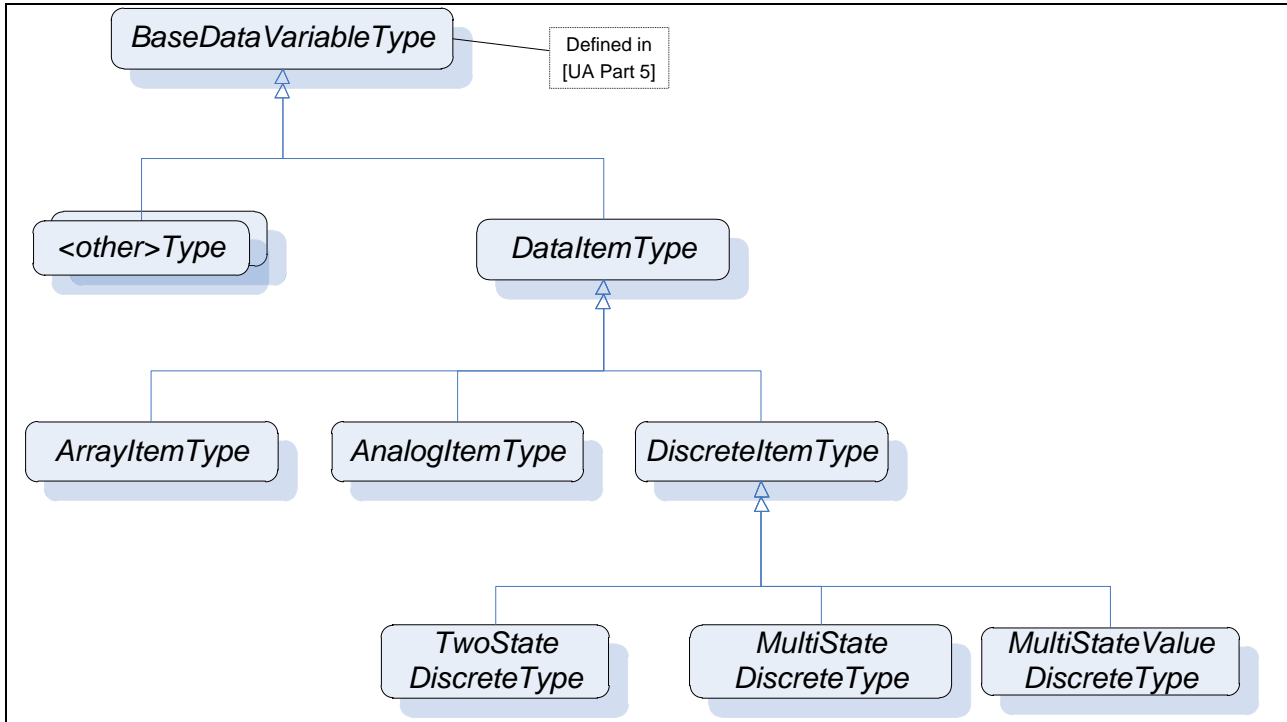 BaseDataVariableType
Defined in
[UA Part 5]
<other>Type
DataItemType
ArrayItemType
AnalogItemType
DiscreteItemType
TwoState
DiscreteType
MultiState
DiscreteType
MultiStateValue
DiscreteType